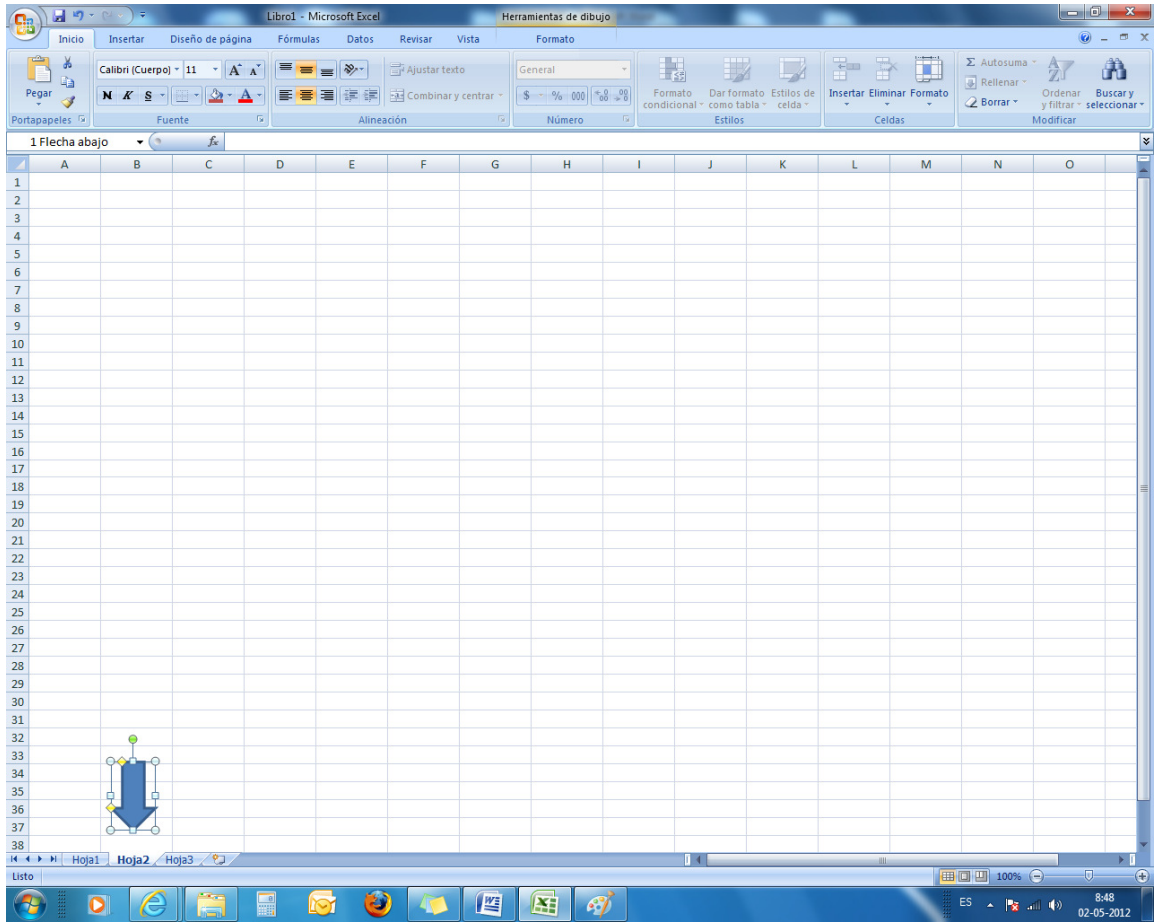 Libro1 - Microsoft Excel Herramientas de dibujo
Inicio Insertar Diseño de página Fórmulas Datos Revisar Vista Formato
Pegar
Calibri (Cuerpo) 11 A A
N K S A
Ajustar texto
Combinar y centrar
General
$ % 000
Formato condicional
Dar formato como tabla
Estilos de celda
Insertar Eliminar Formato
Σ Autosuma
Rellenar
Borrar
Ordenar y filtrar
Buscar y seleccionar
Portapapeles Fuente Alineación Número Estilos Celdas Modificar
1 Flecha abajo fx
A B C D E F G H I J K L M N O
1
2
3
4
5
6
7
8
9
10
11
12
13
14
15
16
17
18
19
20
21
22
23
24
25
26
27
28
29
30
31
32
33
34
35
36
37
38
Hoja1 Hoja2 Hoja3
Listo 100%
ES 8:48
02-05-2012